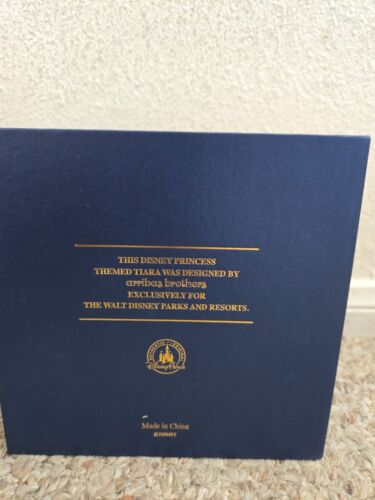 THIS DISNEY PRINCESS
THEMED TIARA WAS DESIGNED BY
arribas brothers
EXCLUSIVELY FOR
THE WALT DISNEY PARKS AND RESORTS.
Disney Parks
Made in China
©DISNEY